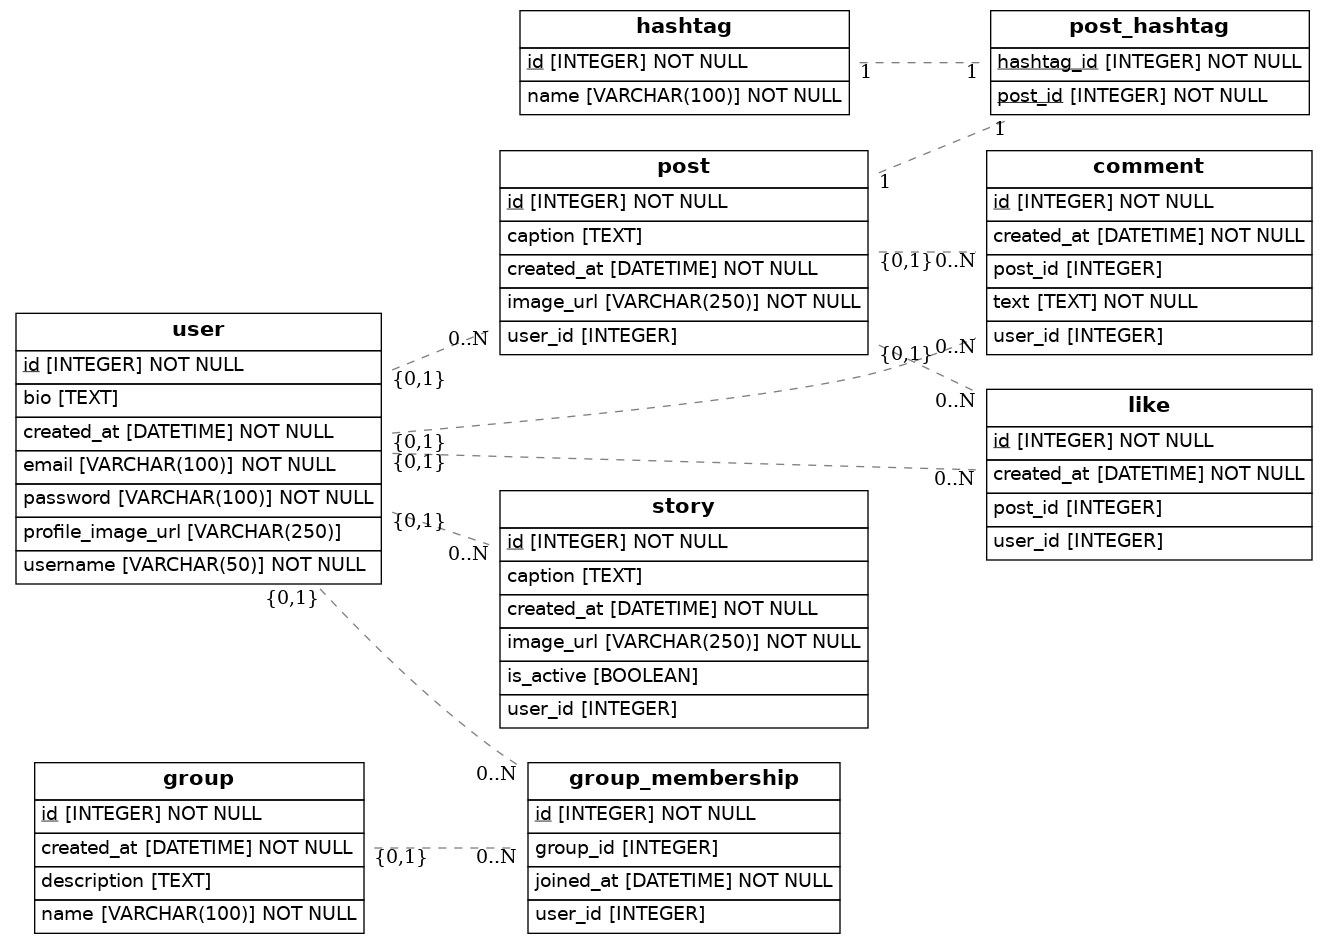 hashtag
id [INTEGER] NOT NULL
name [VARCHAR(100)] NOT NULL
1
1
post_hashtag
hashtag_id [INTEGER] NOT NULL
post_id [INTEGER] NOT NULL
1
1
post
id [INTEGER] NOT NULL
caption [TEXT]
created_at [DATETIME] NOT NULL
image_url [VARCHAR(250)] NOT NULL
user_id [INTEGER]
{0,1}
0..N
comment
id [INTEGER] NOT NULL
created_at [DATETIME] NOT NULL
post_id [INTEGER]
text [TEXT] NOT NULL
user_id [INTEGER]
user
id [INTEGER] NOT NULL
bio [TEXT]
created_at [DATETIME] NOT NULL
email [VARCHAR(100)] NOT NULL
password [VARCHAR(100)] NOT NULL
profile_image_url [VARCHAR(250)]
username [VARCHAR(50)] NOT NULL
0..N
{0,1}
{0,1}
0..N
0..N
{0,1}
{0,1}
0..N
like
id [INTEGER] NOT NULL
created_at [DATETIME] NOT NULL
post_id [INTEGER]
user_id [INTEGER]
{0,1}
0..N
story
id [INTEGER] NOT NULL
caption [TEXT]
created_at [DATETIME] NOT NULL
image_url [VARCHAR(250)] NOT NULL
is_active [BOOLEAN]
user_id [INTEGER]
{0,1}
0..N
group
id [INTEGER] NOT NULL
created_at [DATETIME] NOT NULL
description [TEXT]
name [VARCHAR(100)] NOT NULL
{0,1}
0..N
group_membership
id [INTEGER] NOT NULL
group_id [INTEGER]
joined_at [DATETIME] NOT NULL
user_id [INTEGER]